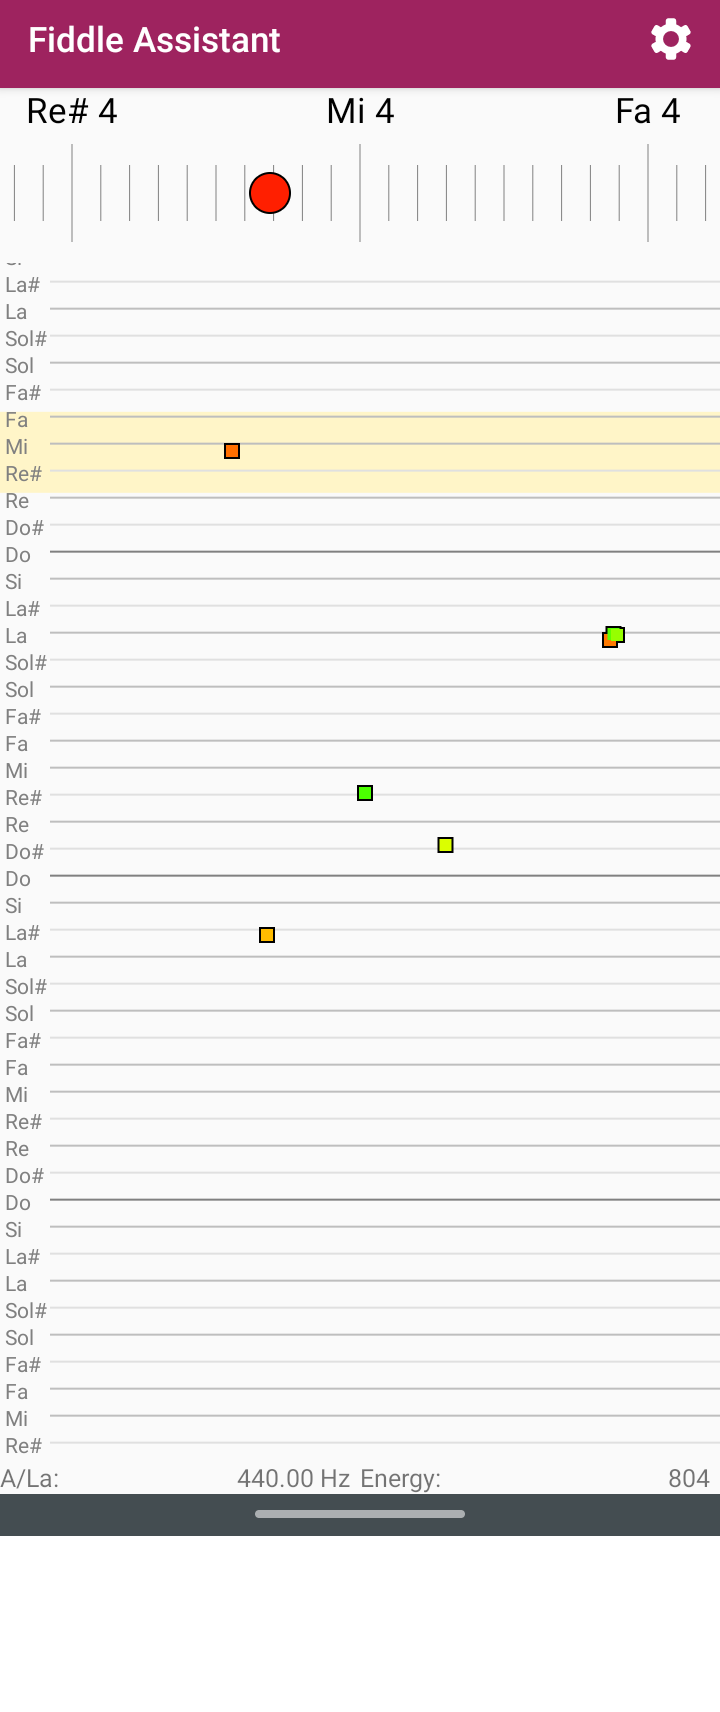 Fiddle Assistant
Re# 4 Mi 4 Fa 4
La#
La
Sol#
Sol
Fa#
Fa
Mi
Re#
Re
Do#
Do
Si
La#
La
Sol#
Sol
Fa#
Fa
Mi
Re#
Re
Do#
Do
Si
La#
La
Sol#
Sol
Fa#
Fa
Mi
Re#
Re
Do#
Do
Si
La#
La
Sol#
Sol
Fa#
Fa
Mi
Re#
A/La: 440.00 Hz Energy: 804